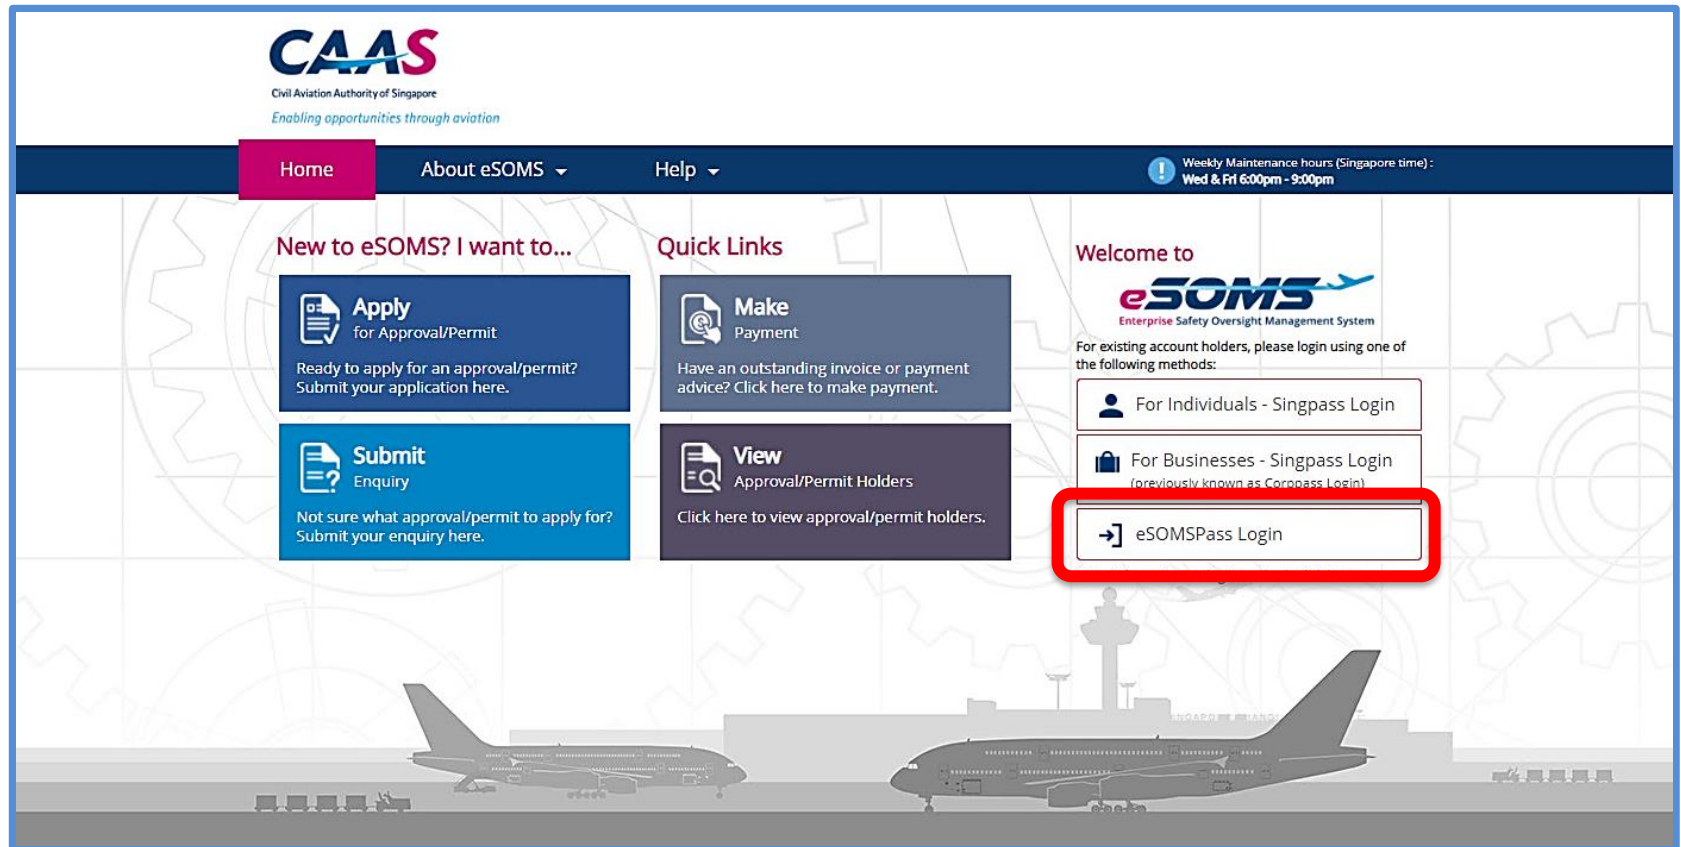 CAAS
Civil Aviation Authority of Singapore
Enabling opportunities through aviation
Home
About eSOMS
Help
Weekly Maintenance hours (Singapore time) :
Wed & Fri 6:00pm - 9:00pm
New to eSOMS? I want to...
Apply
for Approval/Permit
Ready to apply for an approval/permit?
Submit your application here.
Submit
Enquiry
Not sure what approval/permit to apply for?
Submit your enquiry here.
Quick Links
Make
Payment
Have an outstanding invoice or payment
advice? Click here to make payment.
View
Approval/Permit Holders
Click here to view approval/permit holders.
Welcome to
eSOMS
Enterprise Safety Oversight Management System
For existing account holders, please login using one of
the following methods:
For Individuals - Singpass Login
For Businesses - Singpass Login
(previously known as Corppass Login)
eSOMSPass Login